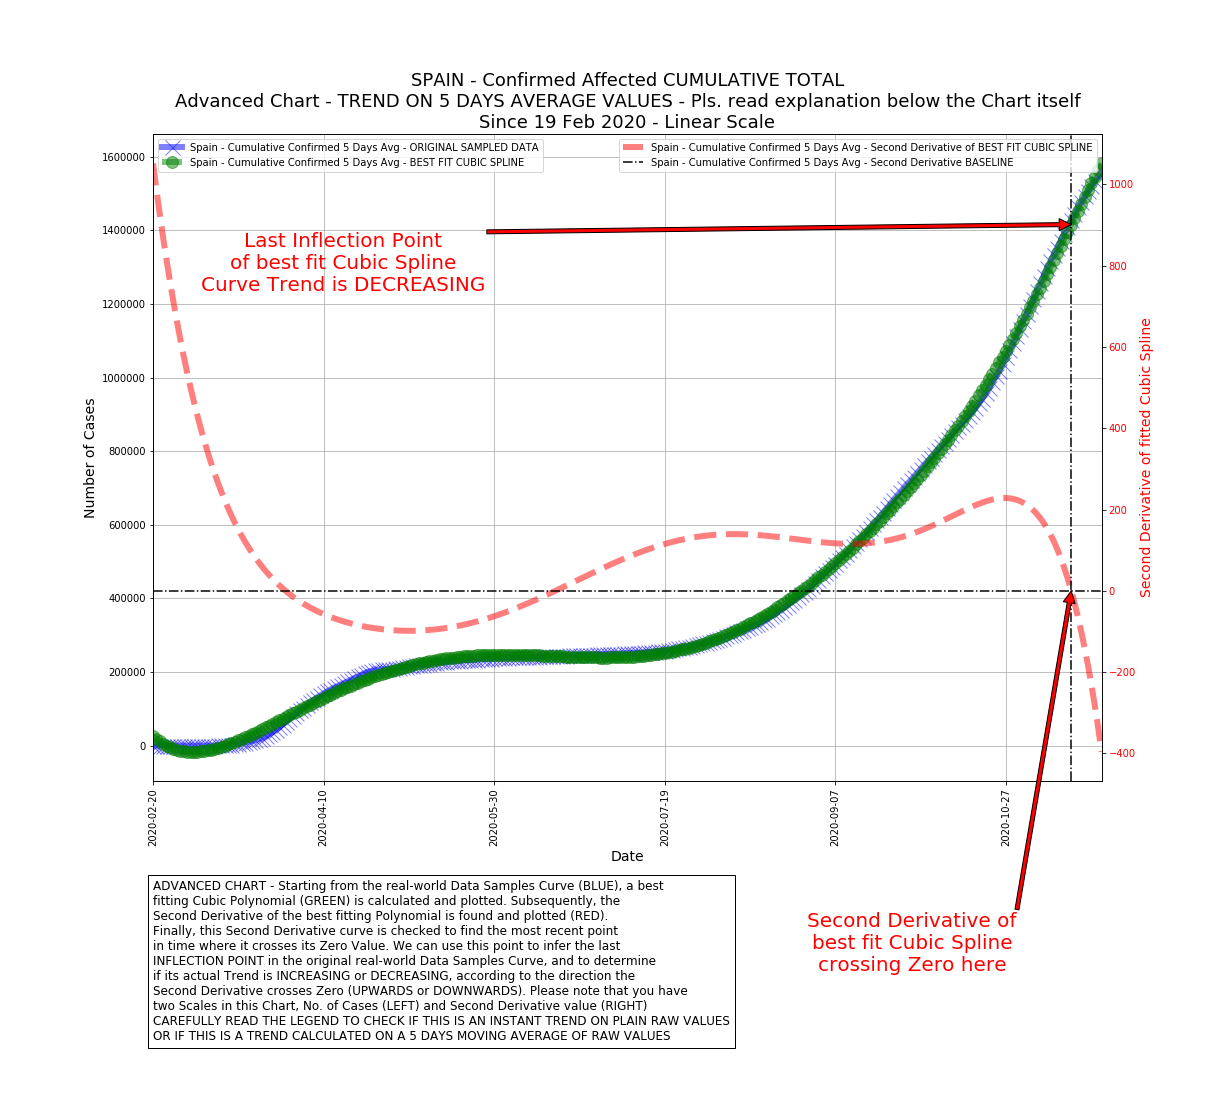 SPAIN - Confirmed Affected CUMULATIVE TOTAL
Advanced Chart - TREND ON 5 DAYS AVERAGE VALUES - Pls. read explanation below the Chart itself
Since 19 Feb 2020 - Linear Scale
Spain - Cumulative Confirmed 5 Days Avg - ORIGINAL SAMPLED DATA
Spain - Cumulative Confirmed 5 Days Avg - BEST FIT CUBIC SPLINE
Spain - Cumulative Confirmed 5 Days Avg - Second Derivative of BEST FIT CUBIC SPLINE
Spain - Cumulative Confirmed 5 Days Avg - Second Derivative BASELINE
Last Inflection Point
of best fit Cubic Spline
Curve Trend is DECREASING
Number of Cases
1600000
1400000
1200000
1000000
800000
600000
400000
200000
0
1000
800
600
400
200
0
−200
−400
Second Derivative of fitted Cubic Spline
2020-02-20
2020-04-10
2020-05-30
2020-07-19
2020-09-07
2020-10-27
Date
ADVANCED CHART - Starting from the real-world Data Samples Curve (BLUE), a best
fitting Cubic Polynomial (GREEN) is calculated and plotted. Subsequently, the
Second Derivative of the best fitting Polynomial is found and plotted (RED).
Finally, this Second Derivative curve is checked to find the most recent point
in time where it crosses its Zero Value. We can use this point to infer the last
INFLECTION POINT in the original real-world Data Samples Curve, and to determine
if its actual Trend is INCREASING or DECREASING, according to the direction the
Second Derivative crosses Zero (UPWARDS or DOWNWARDS). Please note that you have
two Scales in this Chart, No. of Cases (LEFT) and Second Derivative value (RIGHT)
CAREFULLY READ THE LEGEND TO CHECK IF THIS IS AN INSTANT TREND ON PLAIN RAW VALUES
OR IF THIS IS A TREND CALCULATED ON A 5 DAYS MOVING AVERAGE OF RAW VALUES
Second Derivative of
best fit Cubic Spline
crossing Zero here